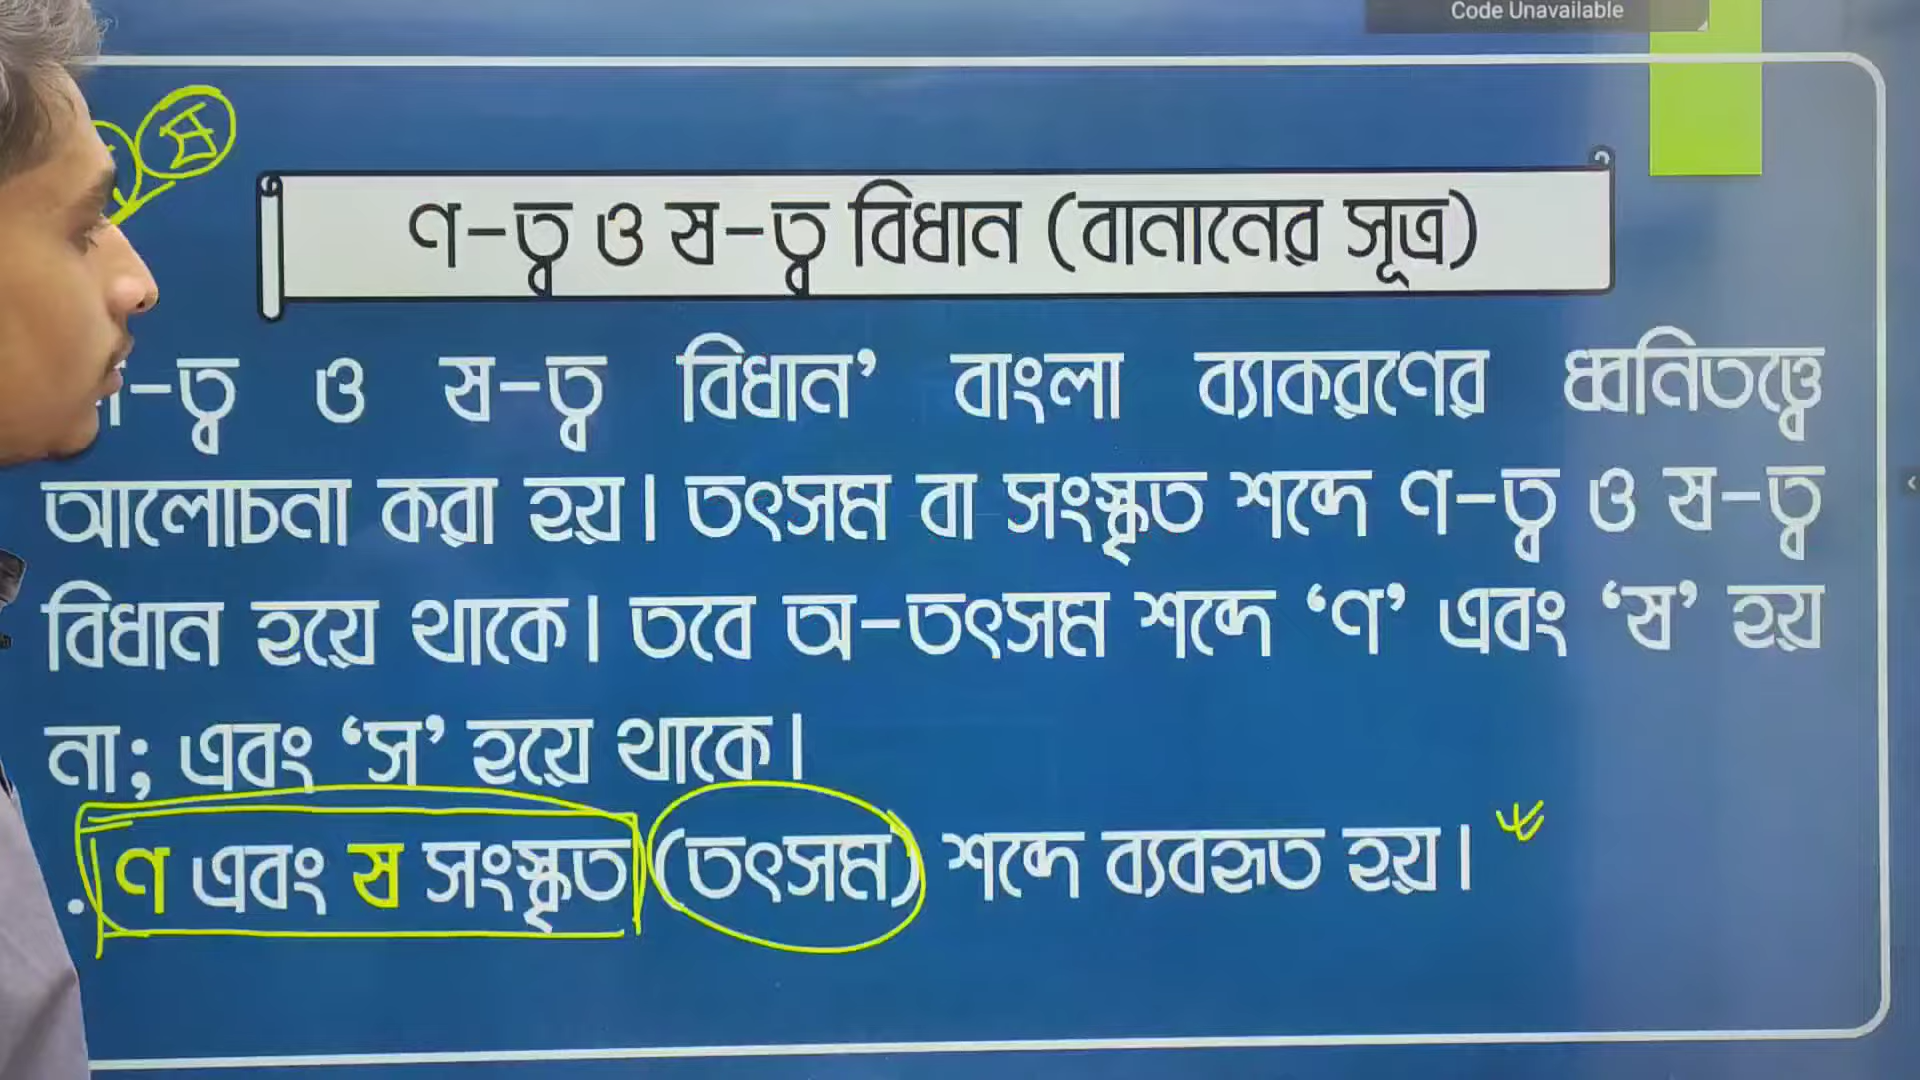 Code Unavailable
ষ
ণ-ত্ব ও ষ-ত্ব বিধান (বানানের সূত্র)
-ত্ব ও ষ-ত্ব বিধান’ বাংলা ব্যাকরণের ধ্বনিতত্ত্বে
আলোচনা করা হয়। তৎসম বা সংস্কৃত শব্দে ণ-ত্ব ও ষ-ত্ব
বিধান হয়ে থাকে। তবে অ-তৎসম শব্দে ‘ণ’ এবং ‘ষ’ হয়
না; এবং ‘স’ হয়ে থাকে।
. ণ এবং ষ সংস্কৃত (তৎসম) শব্দে ব্যবহৃত হয়।